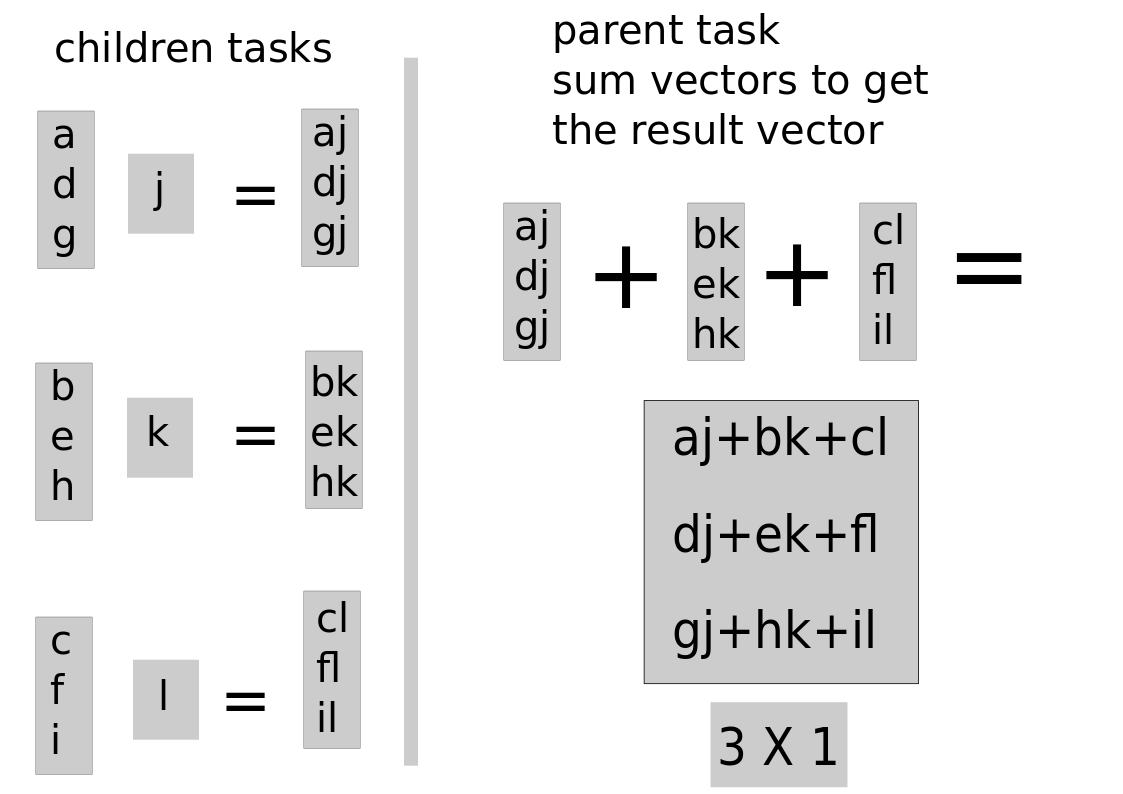 children tasks
a
d
g
j
=
aj
dj
gj
b
e
h
k
=
bk
ek
hk
c
f
i
l
=
cl
fl
il
parent task
sum vectors to get
the result vector
aj
dj
gj
+
bk
ek
hk
+
cl
fl
il
=
aj+bk+cl
dj+ek+fl
gj+hk+il
3 X 1